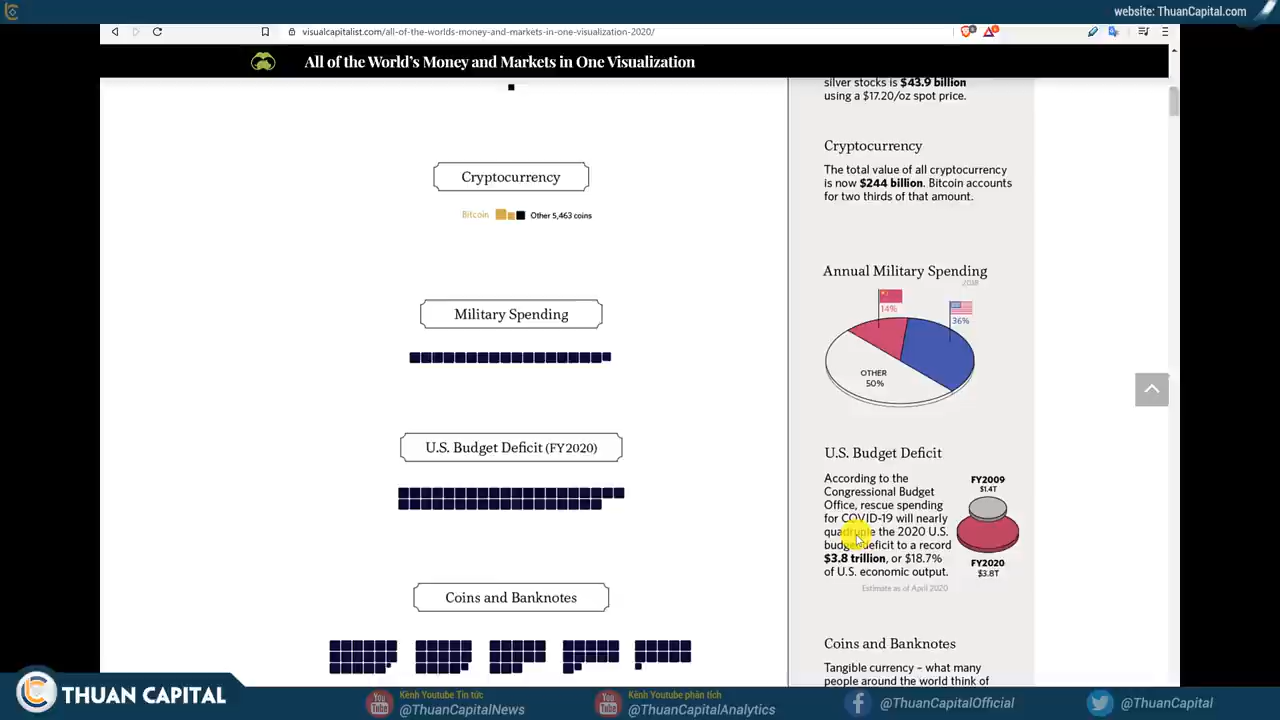 website: ThuanCapital.com
visualcapitalist.com/all-of-the-worlds-money-and-markets-in-one-visualization-2020/
All of the World's Money and Markets in One Visualization
silver stocks is $43.9 billion
using a $17.20/oz spot price.
Cryptocurrency
Bitcoin
Other 5,463 coins
Cryptocurrency
The total value of all cryptocurrency
is now $244 billion. Bitcoin accounts
for two thirds of that amount.
Military Spending
Annual Military Spending
2018
14%
36%
OTHER
50%
U.S. Budget Deficit (FY2020)
U.S. Budget Deficit
According to the
Congressional Budget
Office, rescue spending
for COVID-19 will nearly
quadruple the 2020 U.S.
budget deficit to a record
$3.8 trillion, or $18.7%
of U.S. economic output.
Estimate as of April 2020
FY2009
$1.4T
FY2020
$3.8T
Coins and Banknotes
Coins and Banknotes
Tangible currency – what many
people around the world think of
THUAN CAPITAL
You Tube
Kênh Youtube Tin tức
@ThuanCapitalNews
You Tube
Kênh Youtube phân tích
@ThuanCapitalAnalytics
@ThuanCapitalOfficial
@ThuanCapital